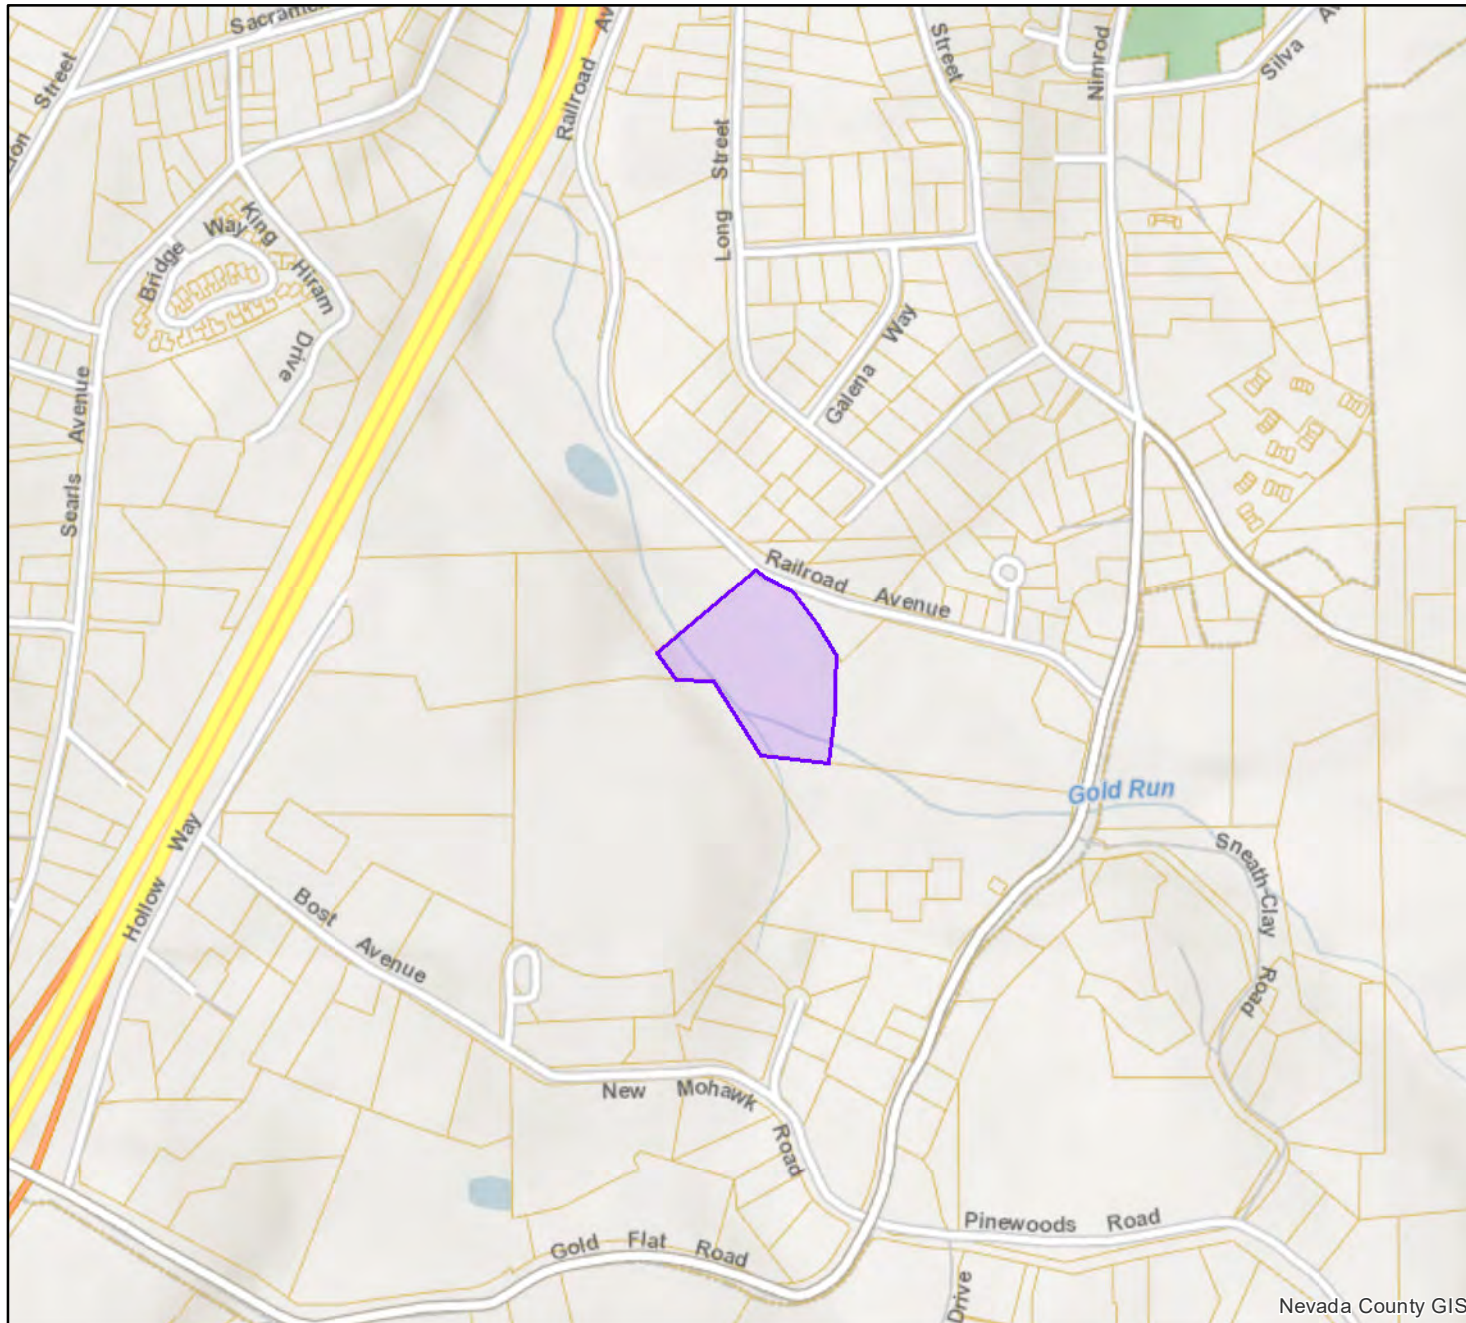 Street
Nimrod
Silva
Railroad
Street
Long Street
Bridge Way
King Hiram Drive
Galena Way
Searls Avenue
Railroad Avenue
Gold Run
Sneath-Clay Road
Hollow Way
Bost Avenue
New Mohawk Road
Gold Flat Road
Pinewoods Road
Drive
Nevada County GIS